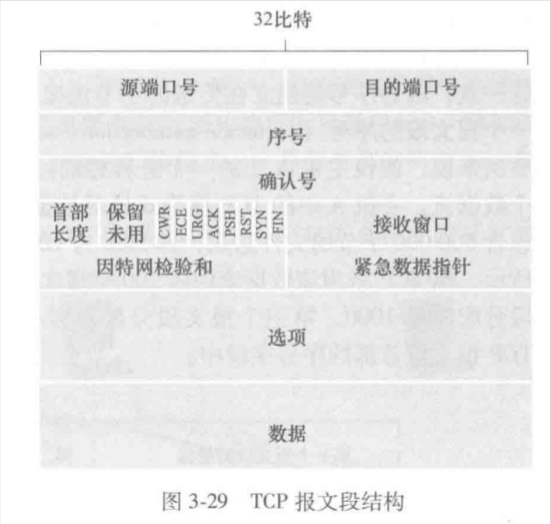 32比特
源端口号 目的端口号
序号
确认号
首部长度 保留未用 CWR ECE URG ACK PSH RST SYN FIN 接收窗口
因特网检验和 紧急数据指针
选项
数据
图 3-29 TCP 报文段结构